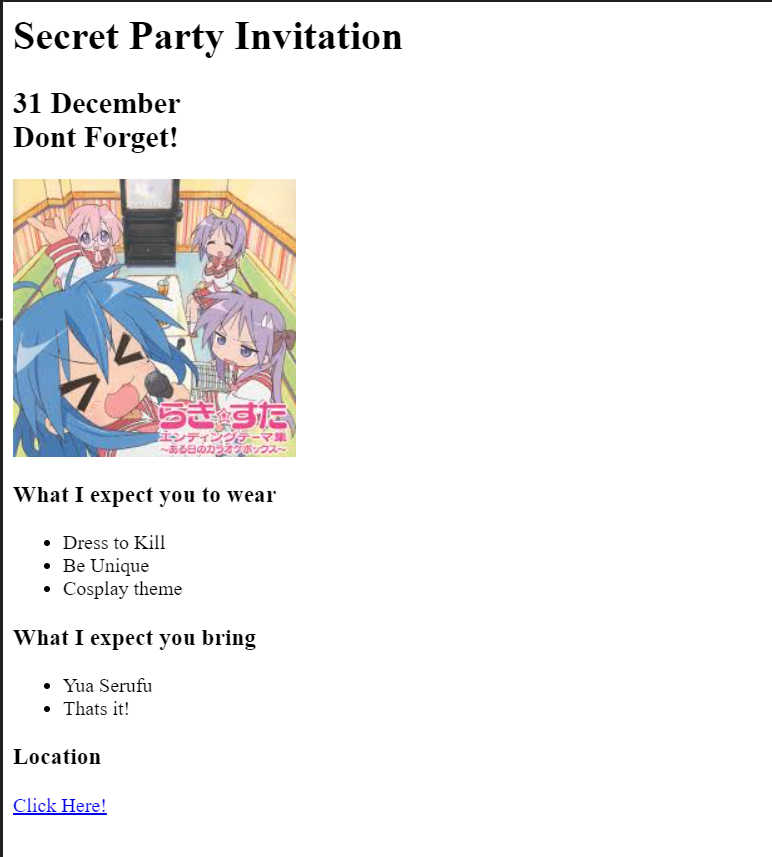 Secret Party Invitation
31 December
Dont Forget!
らき☆すた
エンディングテーマ集
〜ある日のカラオケボックス〜
What I expect you to wear
Dress to Kill
Be Unique
Cosplay theme
What I expect you bring
Yua Serufu
Thats it!
Location
Click Here!